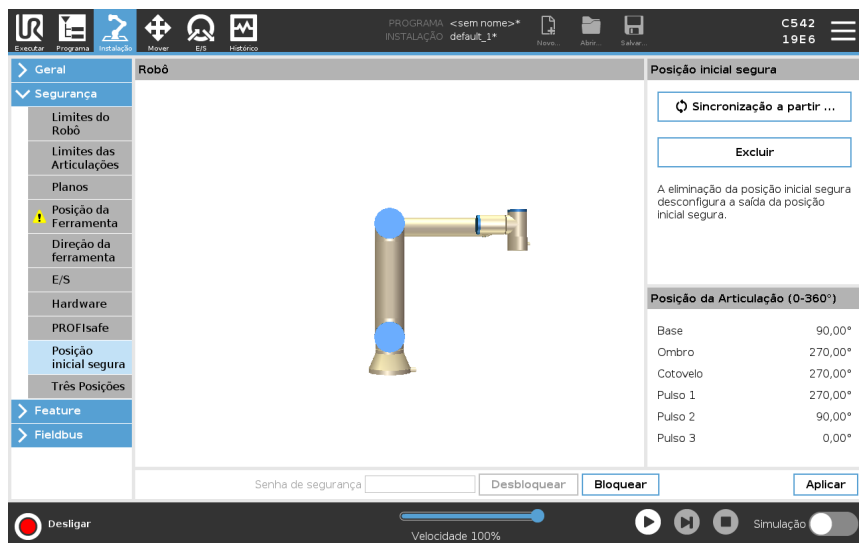 UR
Executar
Programa
Instalação
Mover
E/S
Histórico
PROGRAMA <sem nome>*
INSTALAÇÃO default_1*
Novo...
Abrir...
Salvar...
C542
19E6
Geral
Segurança
Limites do
Robô
Limites das
Articulações
Planos
Posição da
Ferramenta
Direção da
ferramenta
E/S
Hardware
PROFIsafe
Posição
inicial segura
Três Posições
Feature
Fieldbus
Robô
Posição inicial segura
Sincronização a partir ...
Excluir
A eliminação da posição inicial segura
desconfigura a saída da posição
inicial segura.
Posição da Articulação (0-360°)
Base 90,00°
Ombro 270,00°
Cotovelo 270,00°
Pulso 1 270,00°
Pulso 2 90,00°
Pulso 3 0,00°
Senha de segurança
Desbloquear
Bloquear
Aplicar
Desligar
Velocidade 100%
Simulação